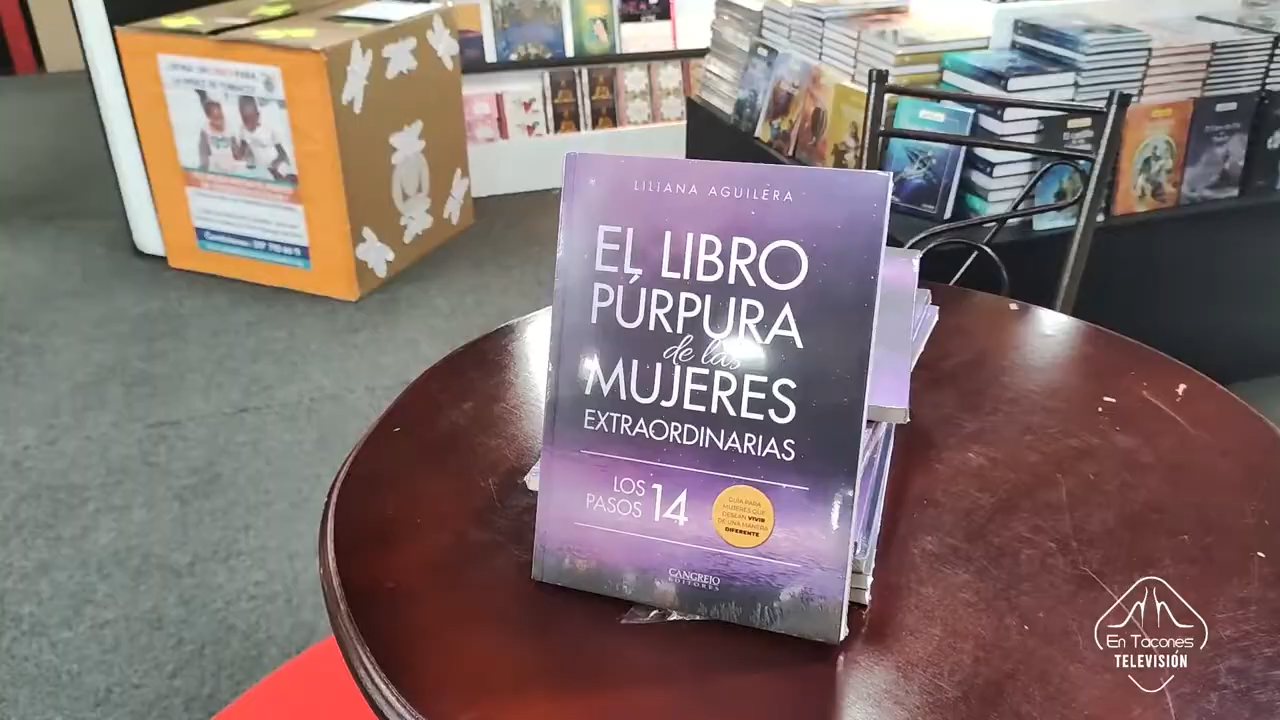 LILIANA AGUILERA
EL LIBRO
PÚRPURA
de las
MUJERES
EXTRAORDINARIAS
LOS
PASOS 14
GUÍA PARA
MUJERES QUE
DESEAN VIVIR
DE UNA MANERA
DIFERENTE
CANGREJO
EDITORES
En Tacones
TELEVISIÓN